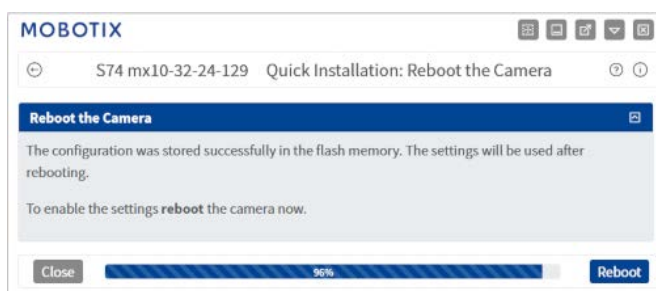 MOBOTIX
S74 mx10-32-24-129 Quick Installation: Reboot the Camera
Reboot the Camera
The configuration was stored successfully in the flash memory. The settings will be used after
rebooting.
To enable the settings reboot the camera now.
Close 96% Reboot